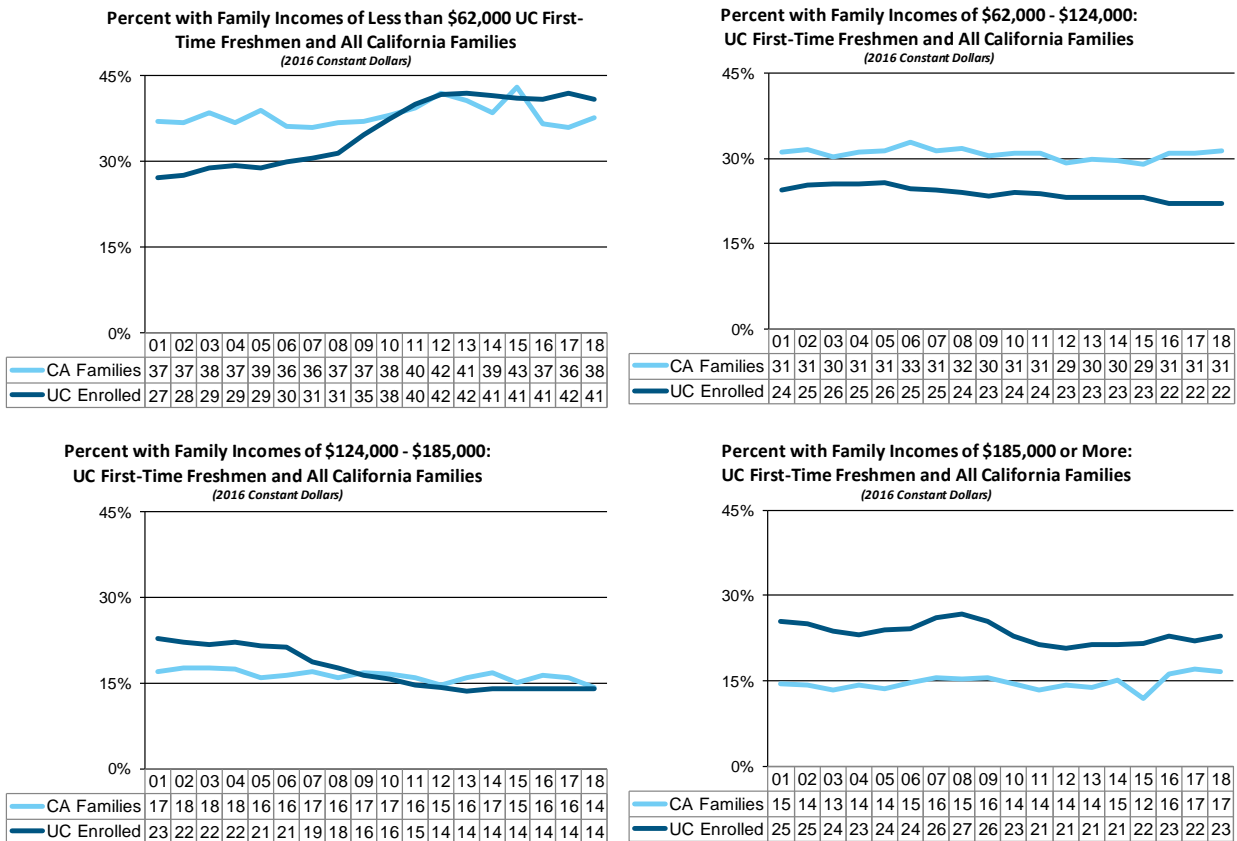 Percent with Family Incomes of Less than $62,000 UC First-
Time Freshmen and All California Families
(2016 Constant Dollars)
45%
30%
15%
0%
01 02 03 04 05 06 07 08 09 10 11 12 13 14 15 16 17 18
CA Families 37 37 38 37 39 36 36 37 37 38 40 42 41 39 43 37 36 38
UC Enrolled 27 28 29 29 29 30 31 31 35 38 40 42 42 41 41 41 42 41
Percent with Family Incomes of $62,000 - $124,000:
UC First-Time Freshmen and All California Families
(2016 Constant Dollars)
45%
30%
15%
0%
01 02 03 04 05 06 07 08 09 10 11 12 13 14 15 16 17 18
CA Families 31 31 30 31 31 33 31 32 30 31 31 29 30 30 29 31 31 31
UC Enrolled 24 25 26 25 26 25 25 24 23 24 24 23 23 23 23 22 22 22
Percent with Family Incomes of $124,000 - $185,000:
UC First-Time Freshmen and All California Families
(2016 Constant Dollars)
45%
30%
15%
0%
01 02 03 04 05 06 07 08 09 10 11 12 13 14 15 16 17 18
CA Families 17 18 18 18 16 16 17 16 17 17 16 15 16 17 15 16 16 14
UC Enrolled 23 22 22 22 21 21 19 18 16 16 15 14 14 14 14 14 14 14
Percent with Family Incomes of $185,000 or More:
UC First-Time Freshmen and All California Families
(2016 Constant Dollars)
45%
30%
15%
0%
01 02 03 04 05 06 07 08 09 10 11 12 13 14 15 16 17 18
CA Families 15 14 13 14 14 15 16 15 16 14 14 14 14 15 12 16 17 17
UC Enrolled 25 25 24 23 24 24 26 27 26 23 21 21 21 21 22 23 22 23